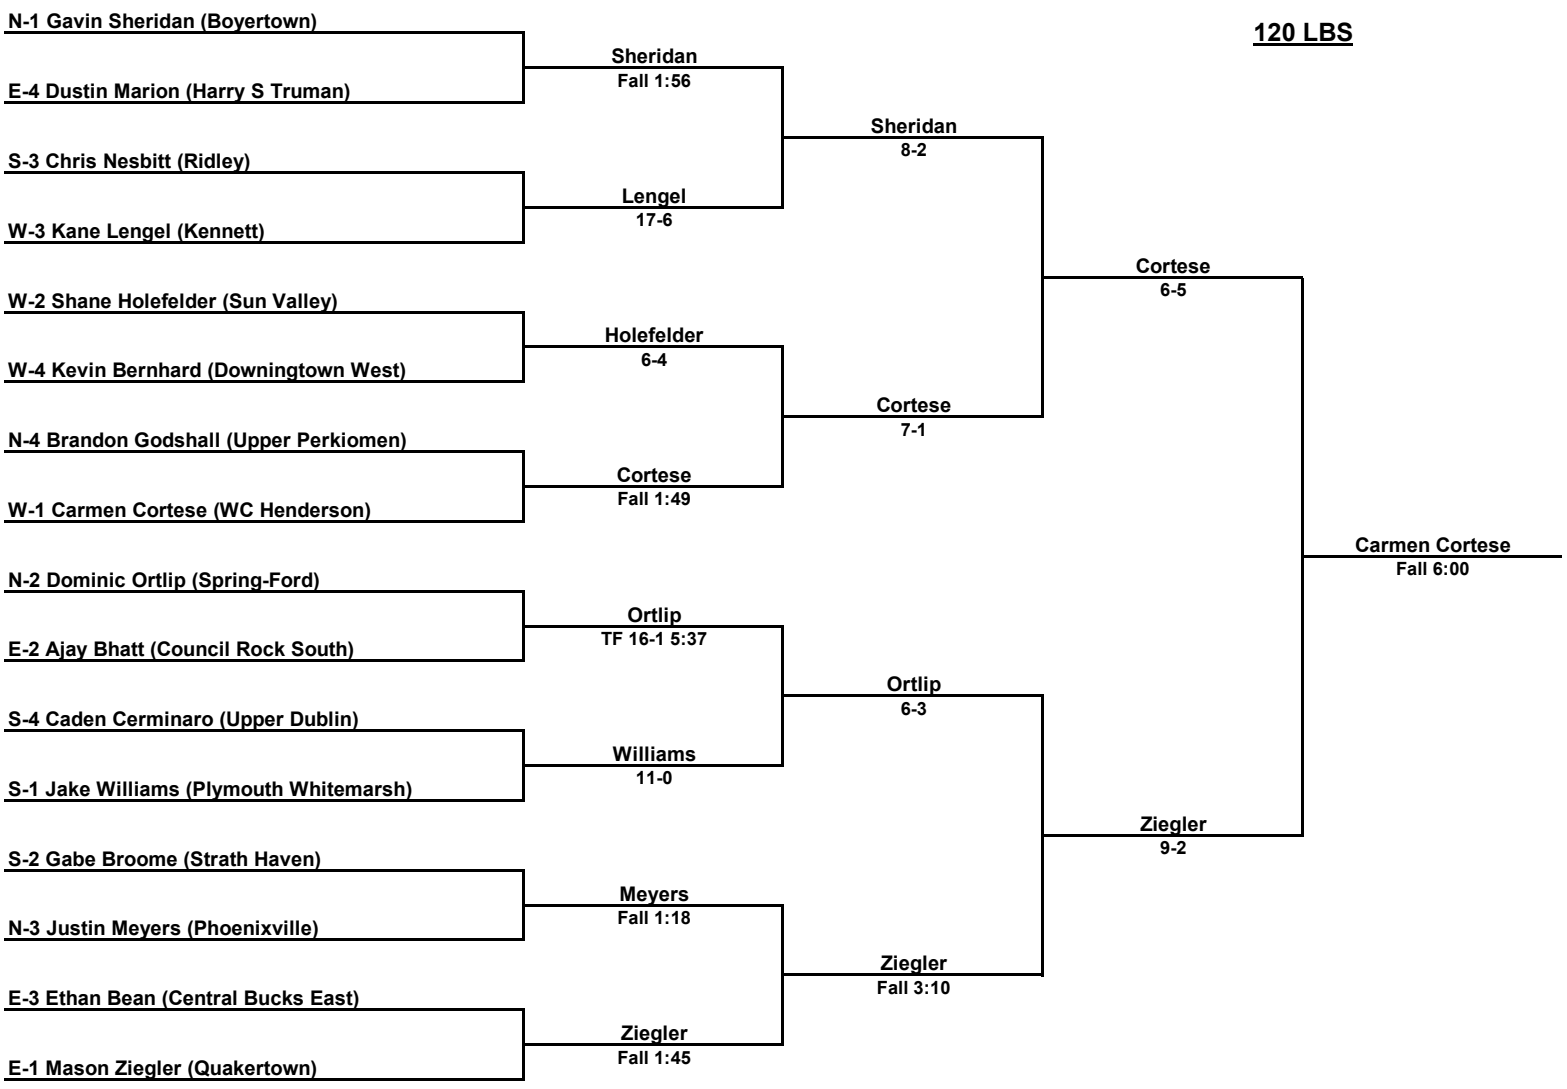 N-1 Gavin Sheridan (Boyertown)
120 LBS
Sheridan
Fall 1:56
E-4 Dustin Marion (Harry S Truman)
Sheridan
8-2
S-3 Chris Nesbitt (Ridley)
Lengel
17-6
W-3 Kane Lengel (Kennett)
Cortese
6-5
W-2 Shane Holefelder (Sun Valley)
Holefelder
6-4
W-4 Kevin Bernhard (Downingtown West)
Cortese
7-1
N-4 Brandon Godshall (Upper Perkiomen)
Cortese
Fall 1:49
W-1 Carmen Cortese (WC Henderson)
Carmen Cortese
Fall 6:00
N-2 Dominic Ortlip (Spring-Ford)
Ortlip
TF 16-1 5:37
E-2 Ajay Bhatt (Council Rock South)
Ortlip
6-3
S-4 Caden Cerminaro (Upper Dublin)
Williams
11-0
S-1 Jake Williams (Plymouth Whitemarsh)
Ziegler
9-2
S-2 Gabe Broome (Strath Haven)
Meyers
Fall 1:18
N-3 Justin Meyers (Phoenixville)
Ziegler
Fall 3:10
E-3 Ethan Bean (Central Bucks East)
Ziegler
Fall 1:45
E-1 Mason Ziegler (Quakertown)